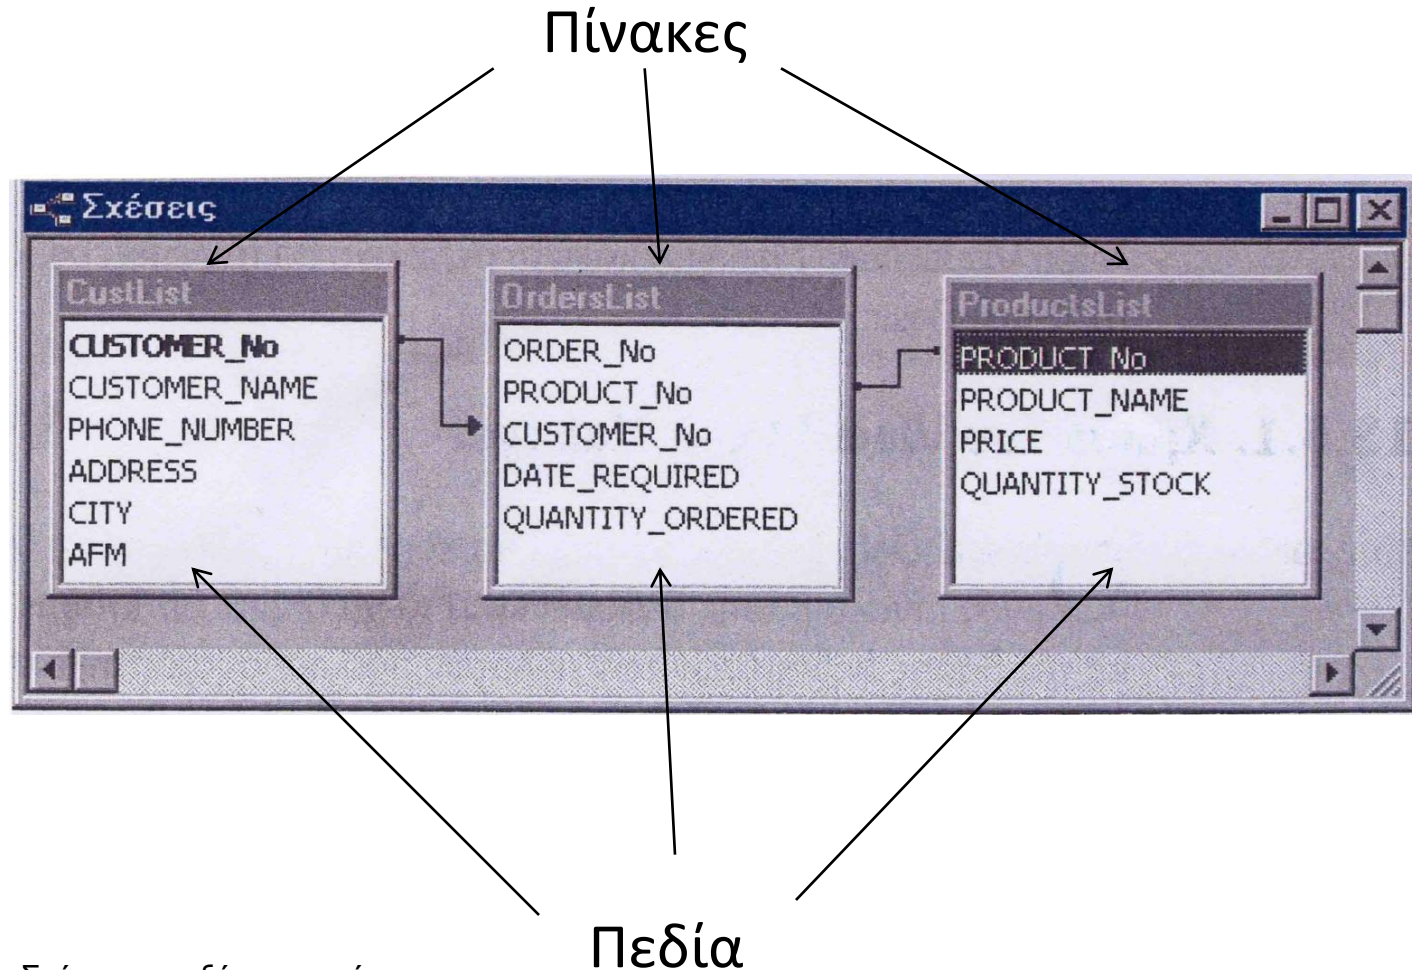 Πίνακες
Σχέσεις
CustList
CUSTOMER_No
CUSTOMER_NAME
PHONE_NUMBER
ADDRESS
CITY
AFM
OrdersList
ORDER_No
PRODUCT_No
CUSTOMER_No
DATE_REQUIRED
QUANTITY_ORDERED
ProductsList
PRODUCT_No
PRODUCT_NAME
PRICE
QUANTITY_STOCK
Πεδία